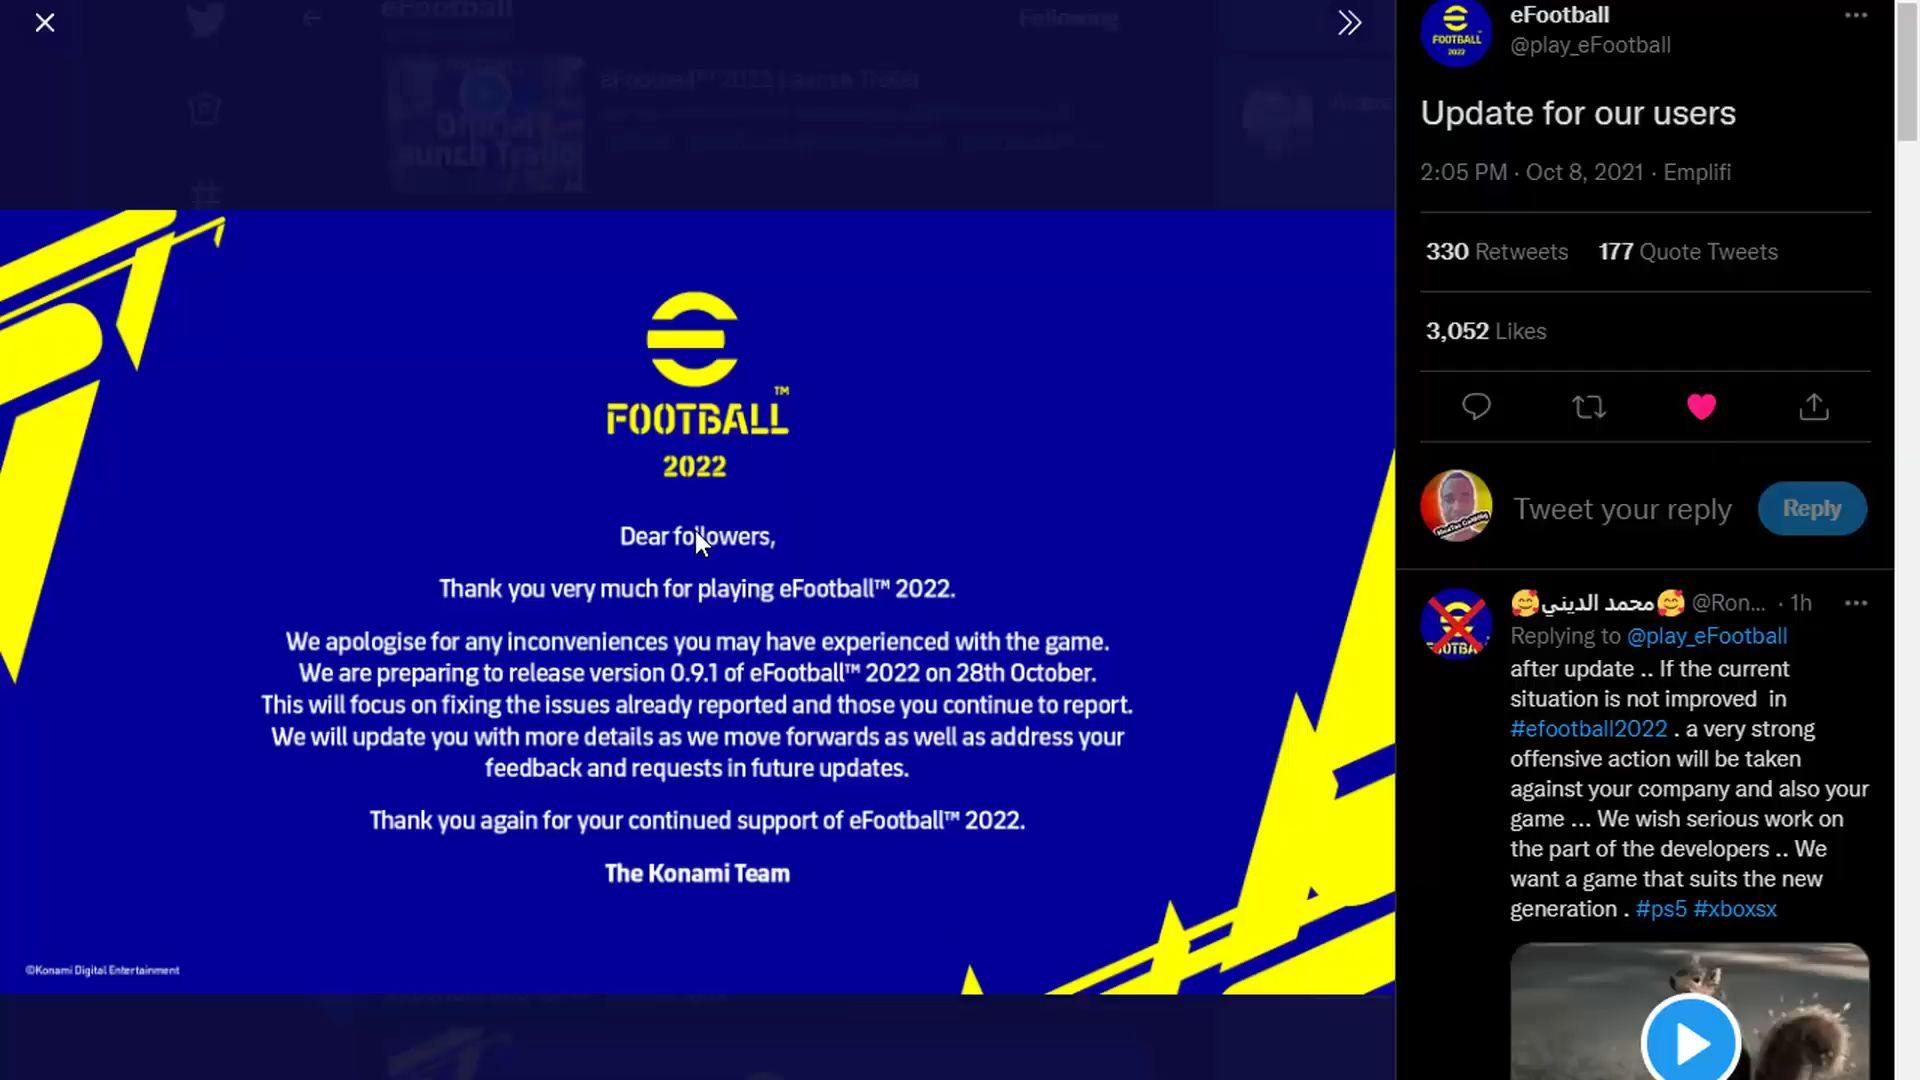 eFootball
Following
eFootball™ 2022 Launch Trailer
FOOTBALL™
2022
Dear followers,
Thank you very much for playing eFootball™ 2022.
We apologise for any inconveniences you may have experienced with the game.
We are preparing to release version 0.9.1 of eFootball™ 2022 on 28th October.
This will focus on fixing the issues already reported and those you continue to report.
We will update you with more details as we move forwards as well as address your
feedback and requests in future updates.
Thank you again for your continued support of eFootball™ 2022.
The Konami Team
©Konami Digital Entertainment
FOOTBALL
2022
eFootball
@play_eFootball
Update for our users
2:05 PM · Oct 8, 2021 · Emplifi
330 Retweets 177 Quote Tweets
3,052 Likes
Tweet your reply
Reply
🥰محمد الديني🥰 @Ron... · 1h
Replying to @play_eFootball
after update .. If the current
situation is not improved in
#efootball2022 . a very strong
offensive action will be taken
against your company and also your
game ... We wish serious work on
the part of the developers .. We
want a game that suits the new
generation . #ps5 #xboxsx